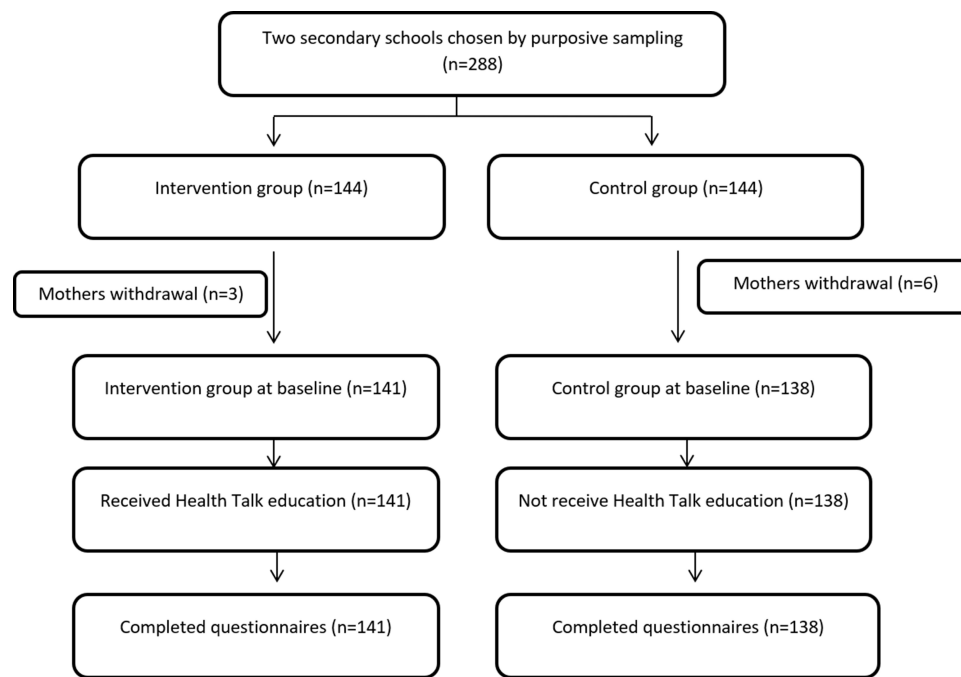 Two secondary schools chosen by purposive sampling
(n=288)
Intervention group (n=144)
Control group (n=144)
Mothers withdrawal (n=3)
Mothers withdrawal (n=6)
Intervention group at baseline (n=141)
Control group at baseline (n=138)
Received Health Talk education (n=141)
Not receive Health Talk education (n=138)
Completed questionnaires (n=141)
Completed questionnaires (n=138)